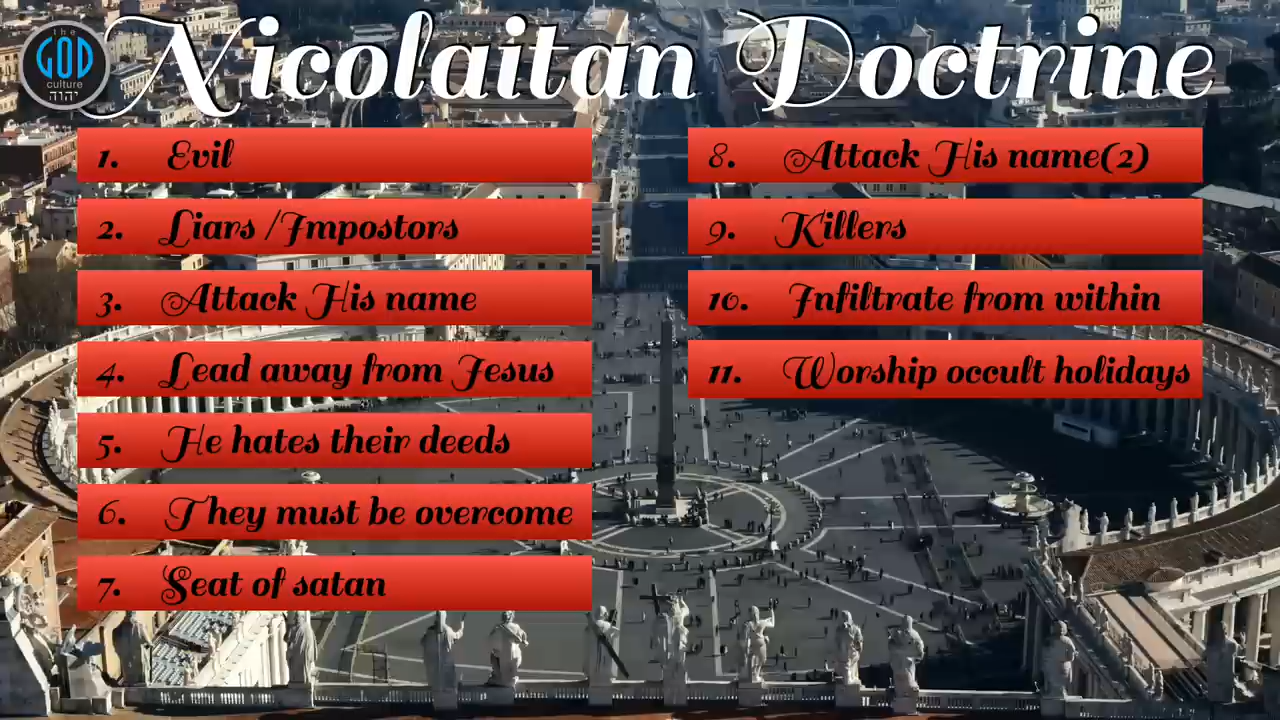 the
GOD
culture
יהוה
Nicolaitan Doctrine
1. Evil
2. Liars/Impostors
3. Attack His name
4. Lead away from Jesus
5. He hates their deeds
6. They must be overcome
7. Seat of satan
8. Attack His name(2)
9. Killers
10. Infiltrate from within
11. Worship occult holidays